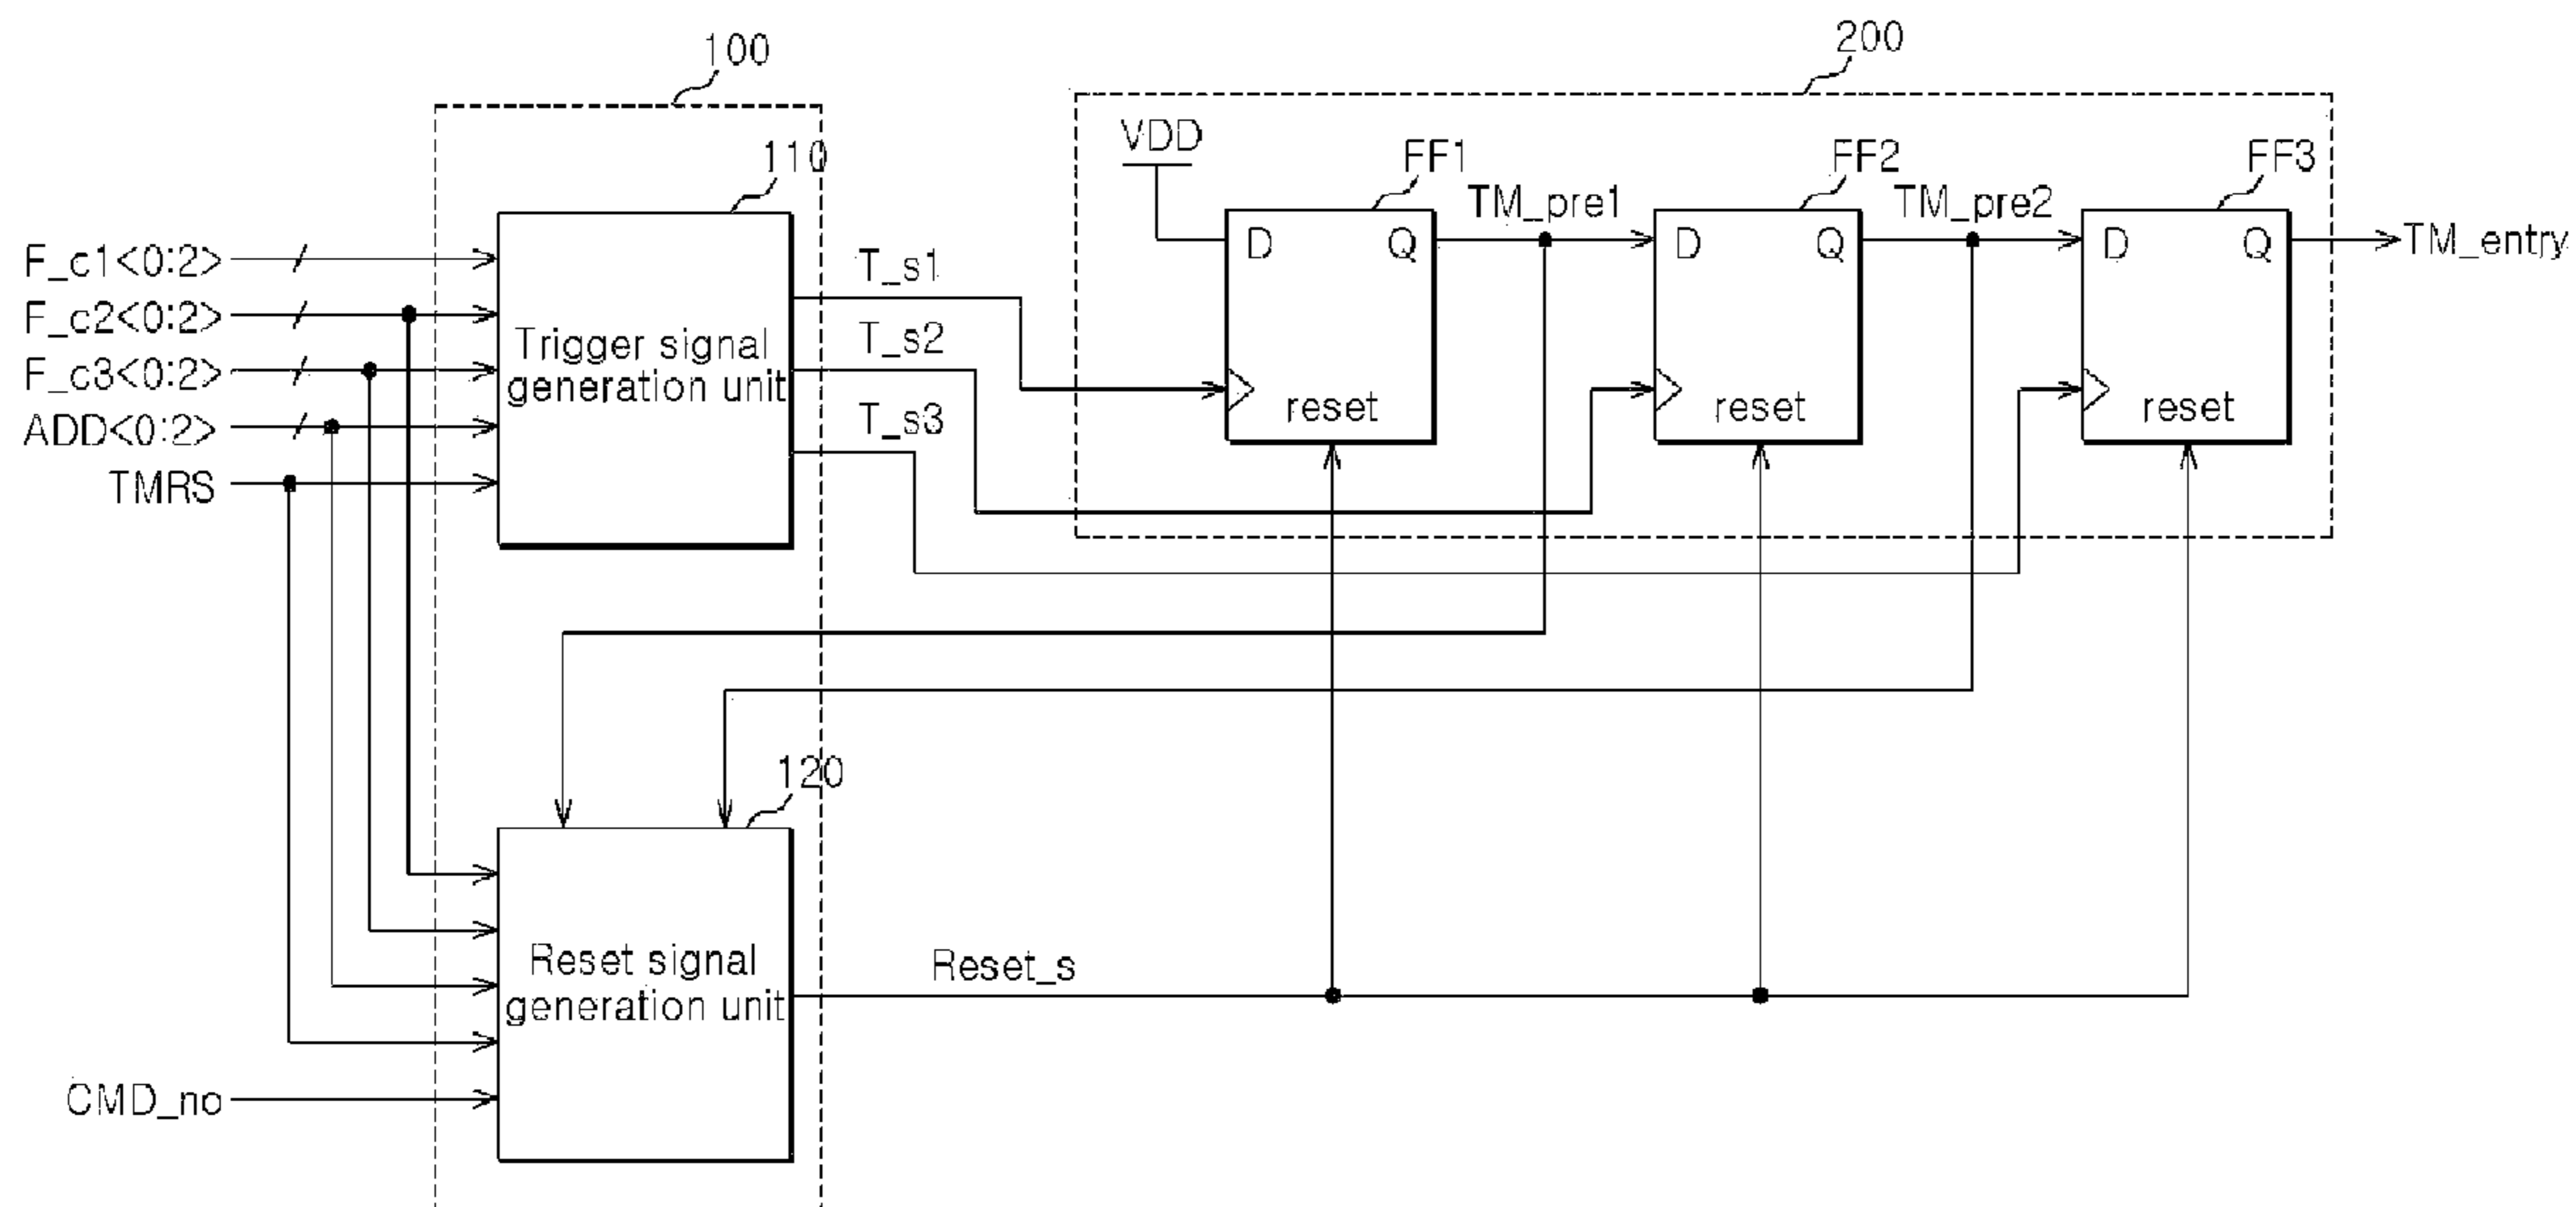 100
200
110
VDD
FF1
FF2
FF3
TM_pre1
TM_pre2
F_c1<0:2>
F_c2<0:2>
F_c3<0:2>
ADD<0:2>
TMRS
Trigger signal
generation unit
T_s1
T_s2
T_s3
D
Q
reset
D
Q
reset
D
Q
reset
TM_entry
120
Reset signal
generation unit
Reset_s
CMD_no